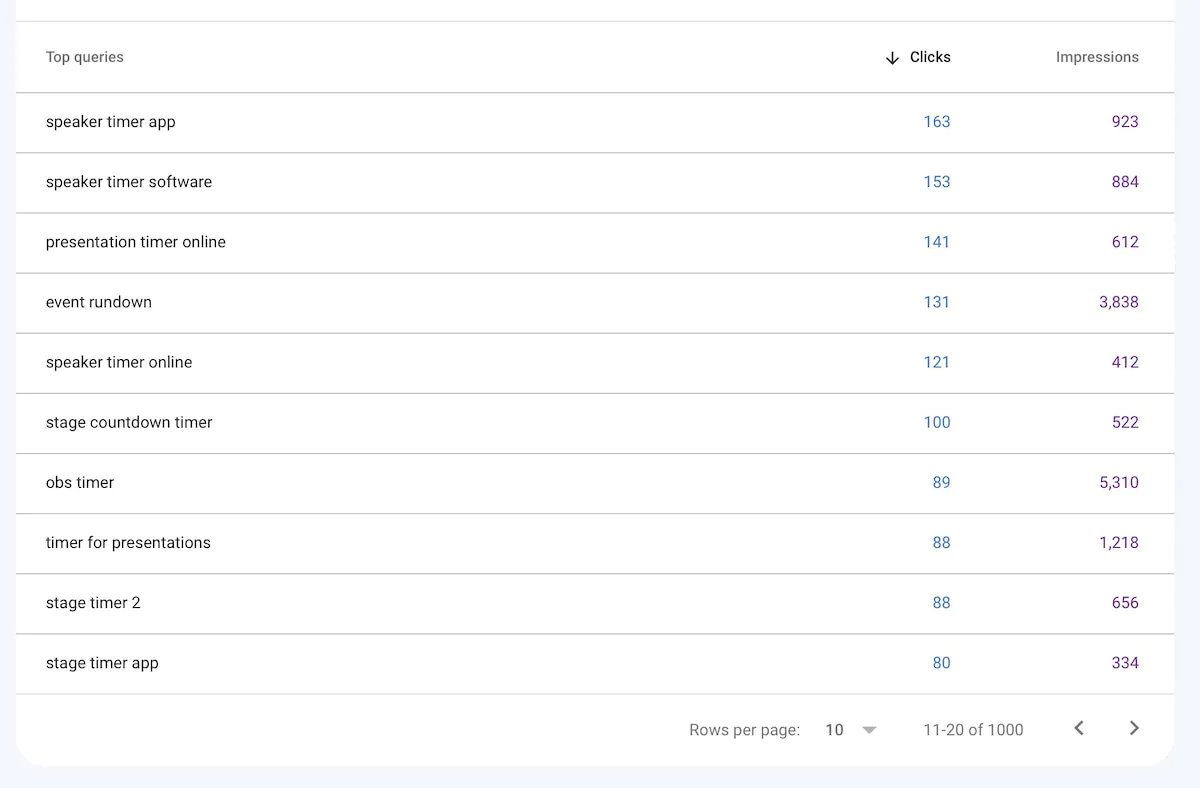 Top queries Clicks Impressions
speaker timer app 163 923
speaker timer software 153 884
presentation timer online 141 612
event rundown 131 3,838
speaker timer online 121 412
stage countdown timer 100 522
obs timer 89 5,310
timer for presentations 88 1,218
stage timer 2 88 656
stage timer app 80 334
Rows per page: 10 11-20 of 1000